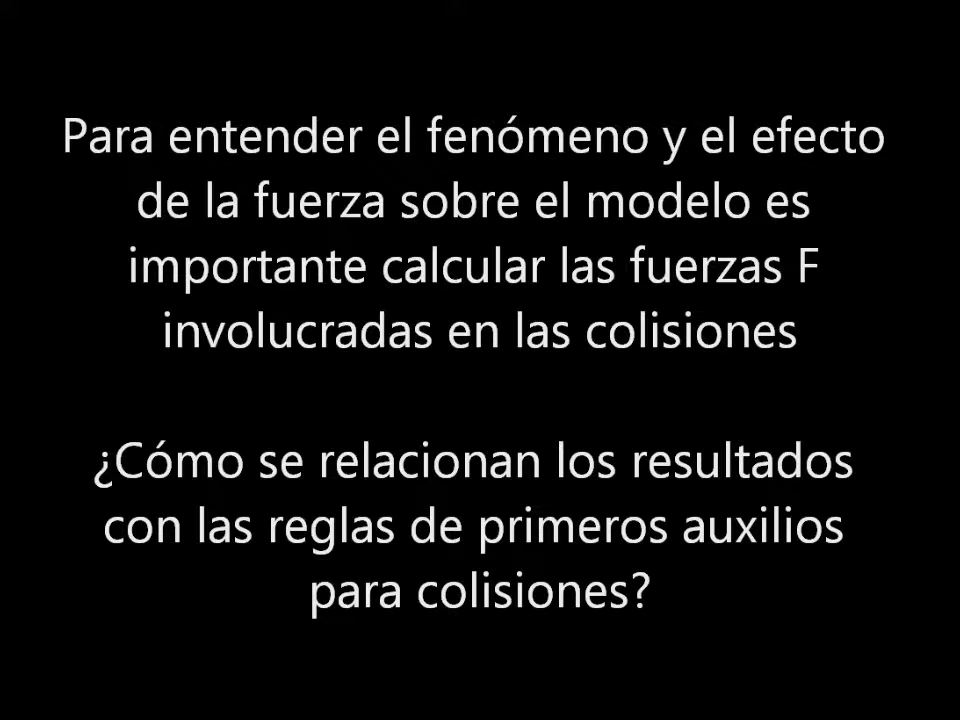 Para entender el fenómeno y el efecto
de la fuerza sobre el modelo es
importante calcular las fuerzas F
involucradas en las colisiones
¿Cómo se relacionan los resultados
con las reglas de primeros auxilios
para colisiones?